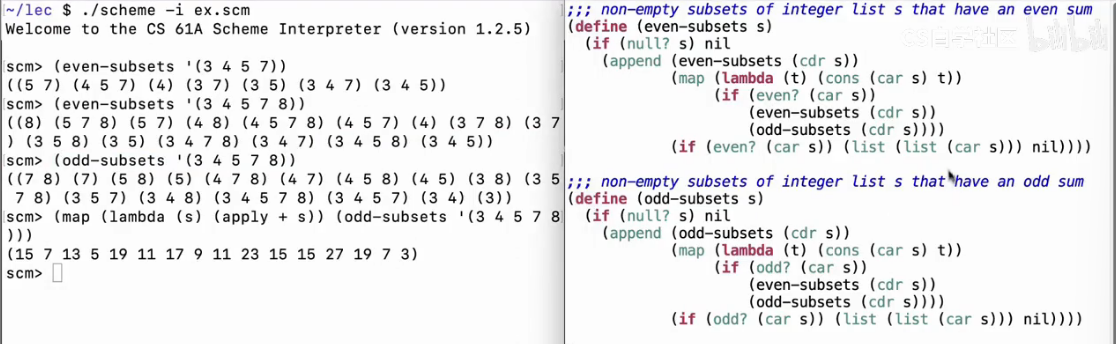 ~/lec $ ./scheme -i ex.scm
Welcome to the CS 61A Scheme Interpreter (version 1.2.5)
scm> (even-subsets '(3 4 5 7))
((5 7) (4 5 7) (4) (3 7) (3 5) (3 4 7) (3 4 5))
scm> (even-subsets '(3 4 5 7 8))
((8) (5 7 8) (5 7) (4 8) (4 5 7 8) (4 5 7) (4) (3 7 8) (3 7
) (3 5 8) (3 5) (3 4 7 8) (3 4 7) (3 4 5 8) (3 4 5))
scm> (odd-subsets '(3 4 5 7 8))
((7 8) (7) (5 8) (5) (4 7 8) (4 7) (4 5 8) (4 5) (3 8) (3 5
7 8) (3 5 7) (3 4 8) (3 4 5 7 8) (3 4 5 7) (3 4) (3))
scm> (map (lambda (s) (apply + s)) (odd-subsets '(3 4 5 7 8
)))
(15 7 13 5 19 11 17 9 11 23 15 15 27 19 7 3)
scm>
;;; non-empty subsets of integer list s that have an even sum
(define (even-subsets s)
(if (null? s) nil
(append (even-subsets (cdr s))
(map (lambda (t) (cons (car s) t))
(if (even? (car s))
(even-subsets (cdr s))
(odd-subsets (cdr s))))
(if (even? (car s)) (list (list (car s))) nil))))
;;; non-empty subsets of integer list s that have an odd sum
(define (odd-subsets s)
(if (null? s) nil
(append (odd-subsets (cdr s))
(map (lambda (t) (cons (car s) t))
(if (odd? (car s))
(even-subsets (cdr s))
(odd-subsets (cdr s))))
(if (odd? (car s)) (list (list (car s))) nil))))